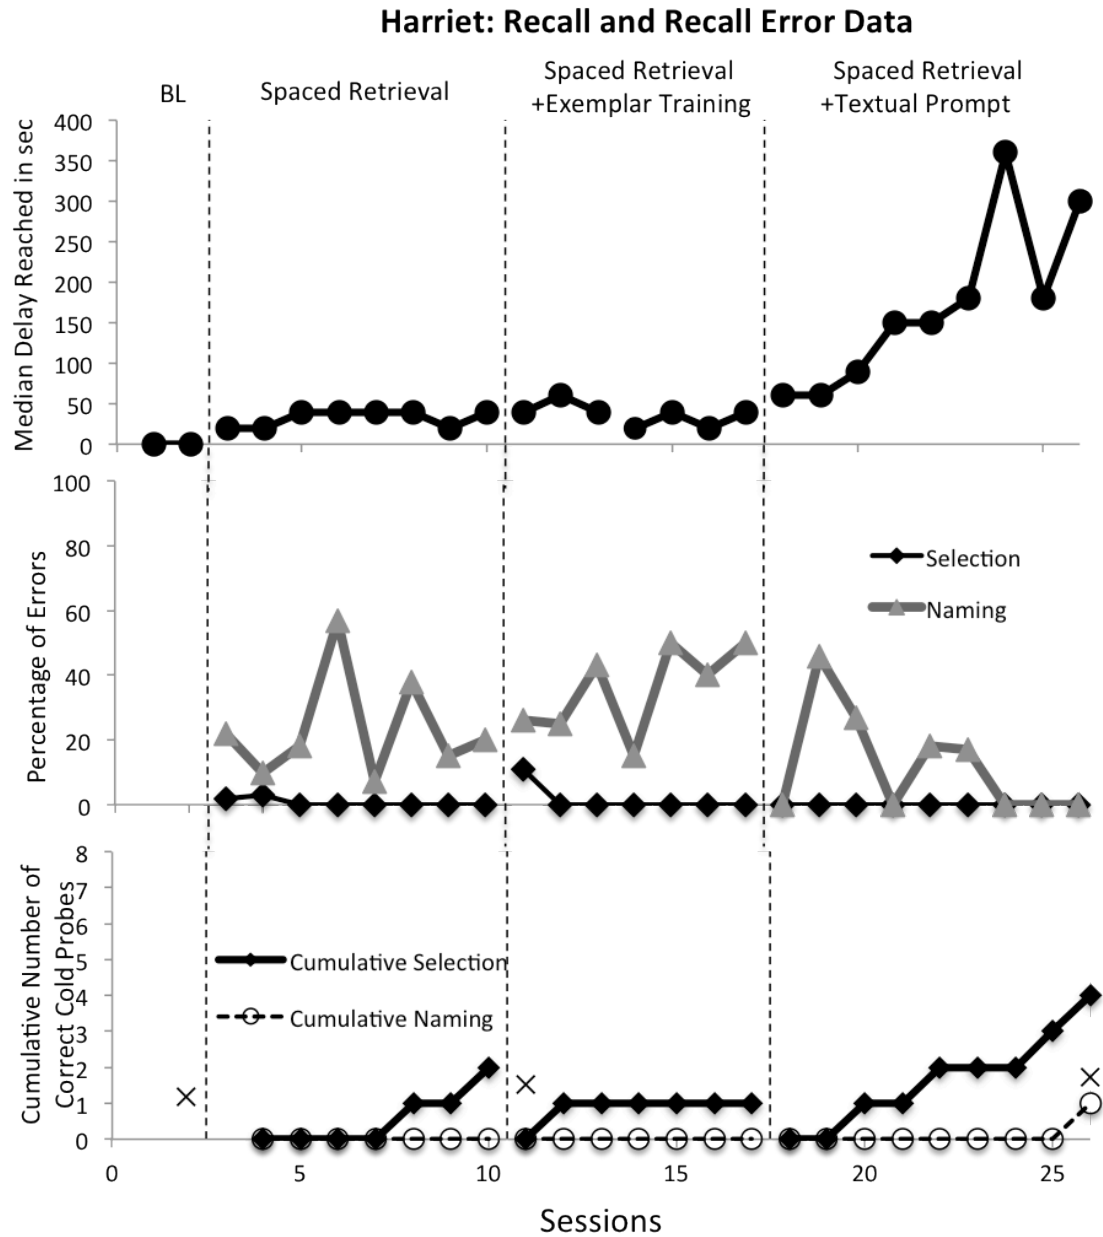 Harriet: Recall and Recall Error Data
BL
Spaced Retrieval
Spaced Retrieval
+Exemplar Training
Spaced Retrieval
+Textual Prompt
Median Delay Reached in sec
400
350
300
250
200
150
100
50
0
Percentage of Errors
100
80
60
40
20
0
Selection
Naming
Cumulative Number of
Correct Cold Probes
8
7
6
5
4
3
2
1
0
Cumulative Selection
Cumulative Naming
0
5
10
15
20
25
Sessions